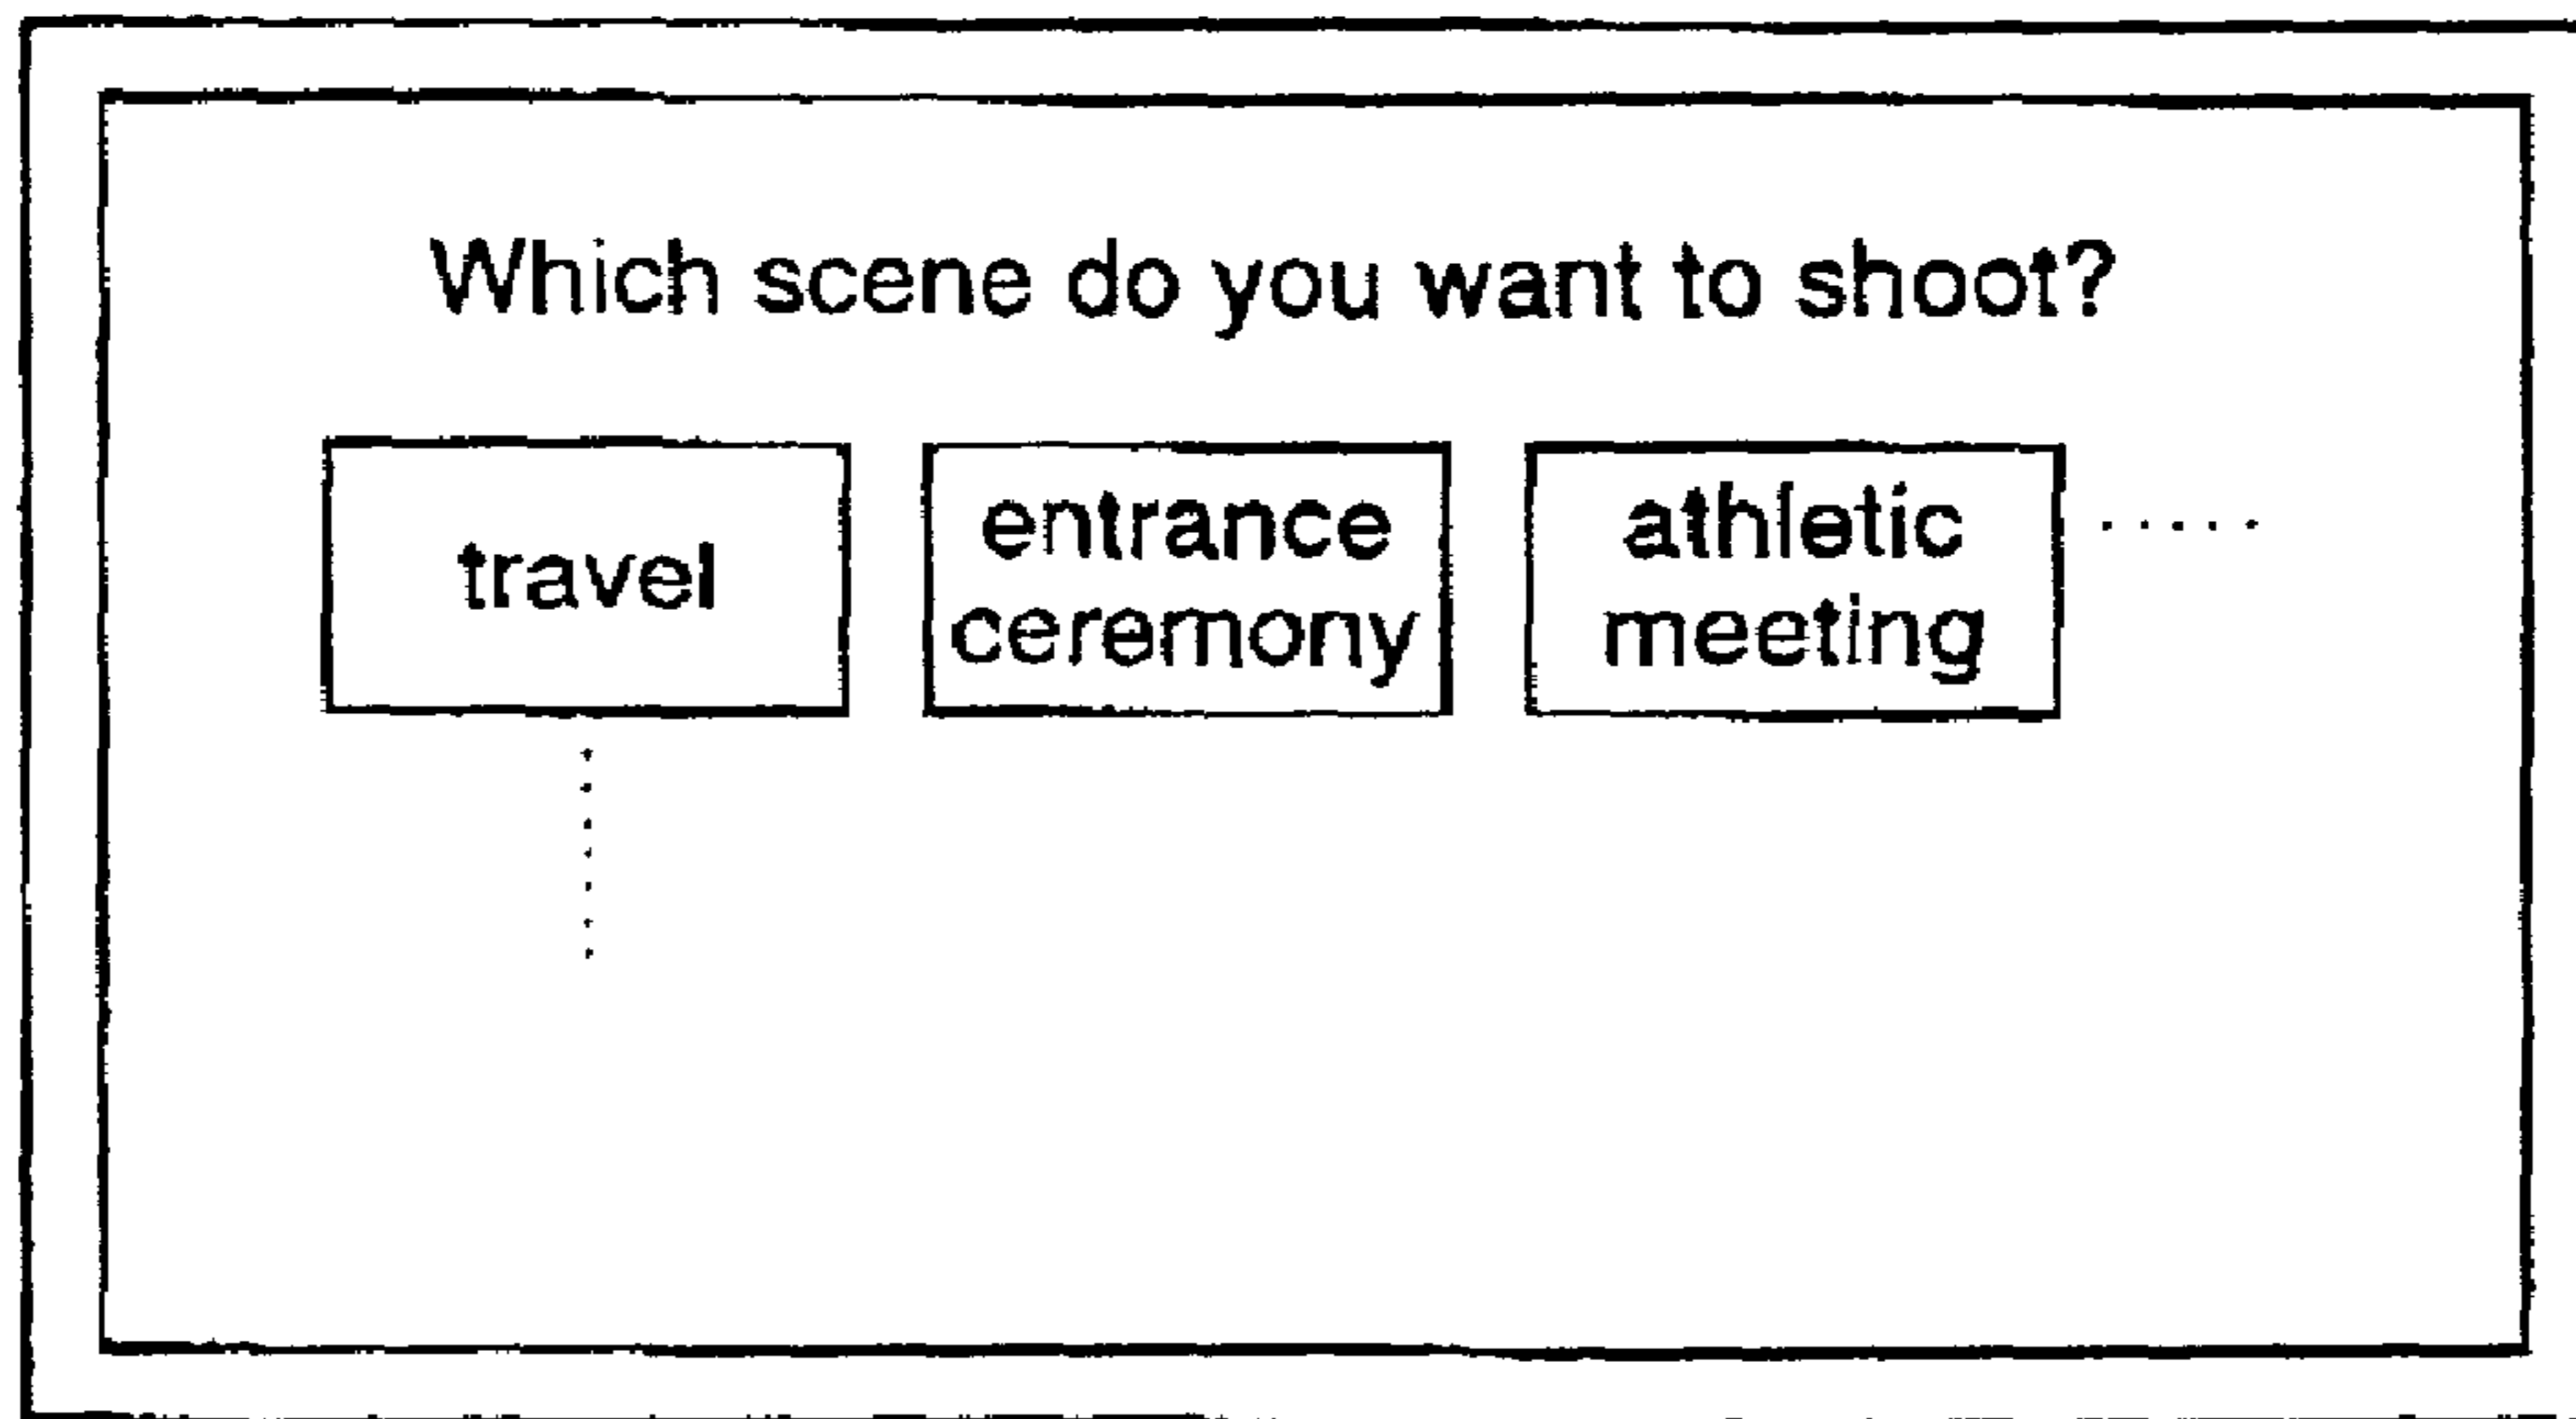 Which scene do you want to shoot?
travel
entrance
ceremony
athletic
meeting